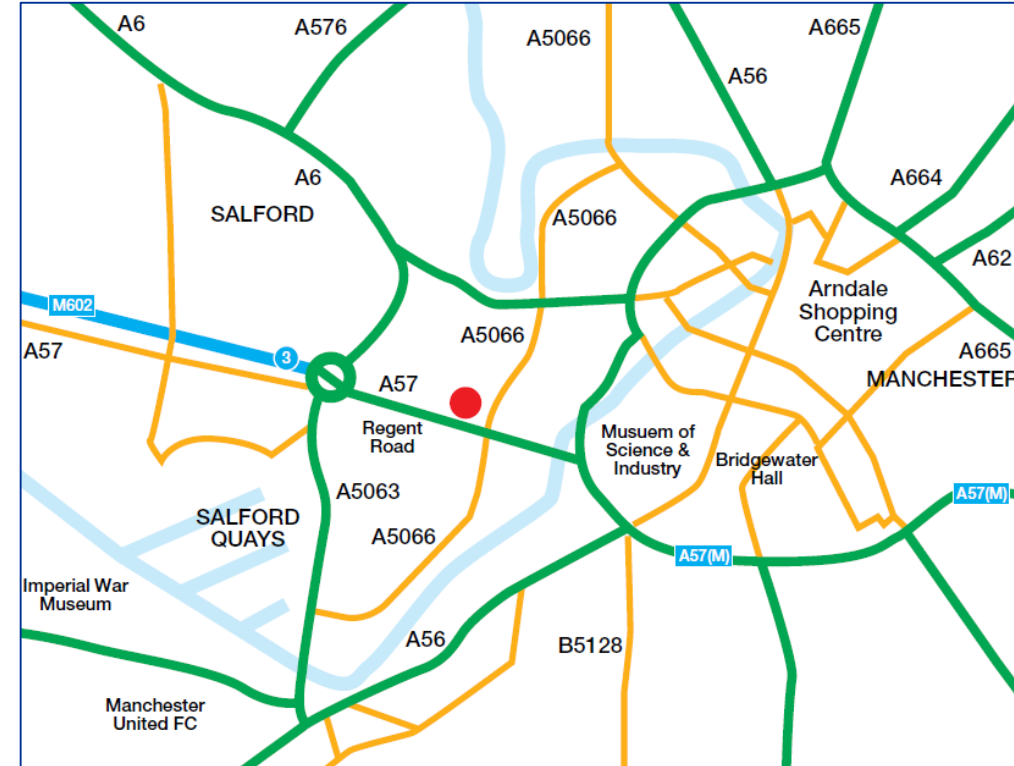 A6
A576
A5066
A665
A56
A6
A664
SALFORD
A5066
A62
M602
Arndale
Shopping
Centre
A5066
A57
3
A665
A57
MANCHESTER
Regent
Road
Musuem of
Science &
Industry
Bridgewater
Hall
A5063
A57(M)
SALFORD
QUAYS
A5066
A57(M)
Imperial War
Museum
A56
B5128
Manchester
United FC